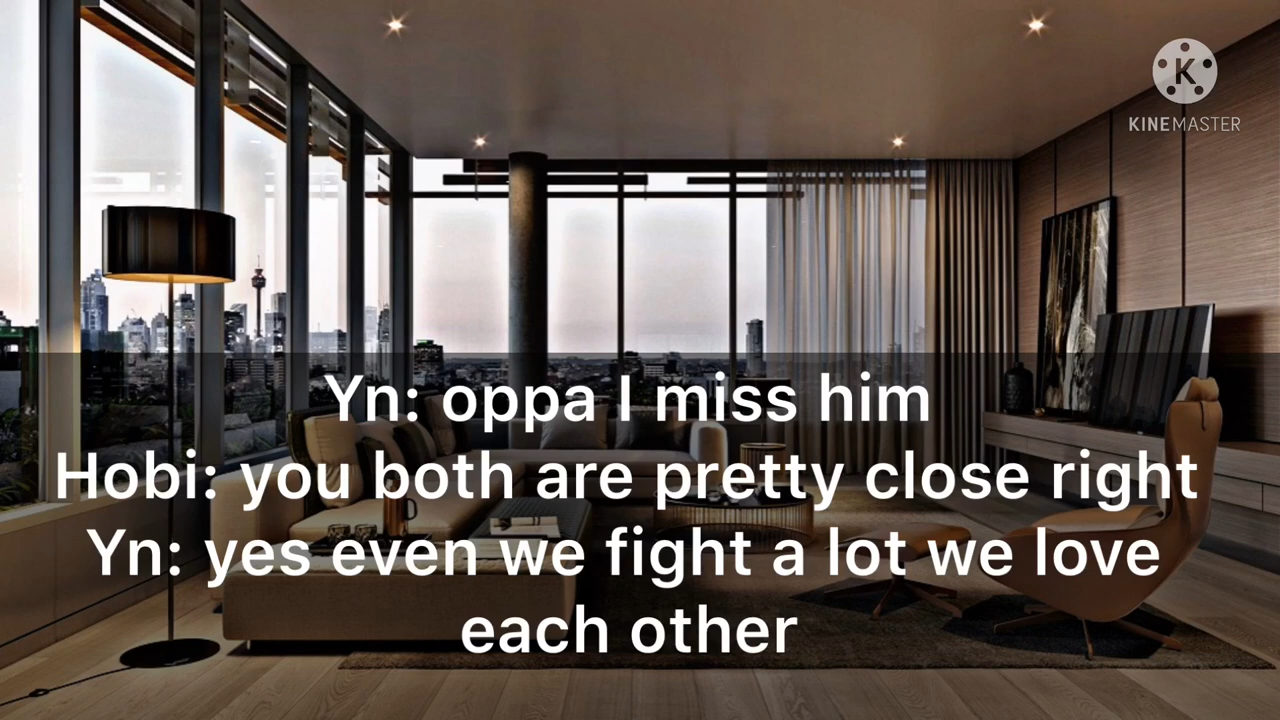 KINEMASTER
Yn: oppa I miss him
Hobi: you both are pretty close right
Yn: yes even we fight a lot we love
each other